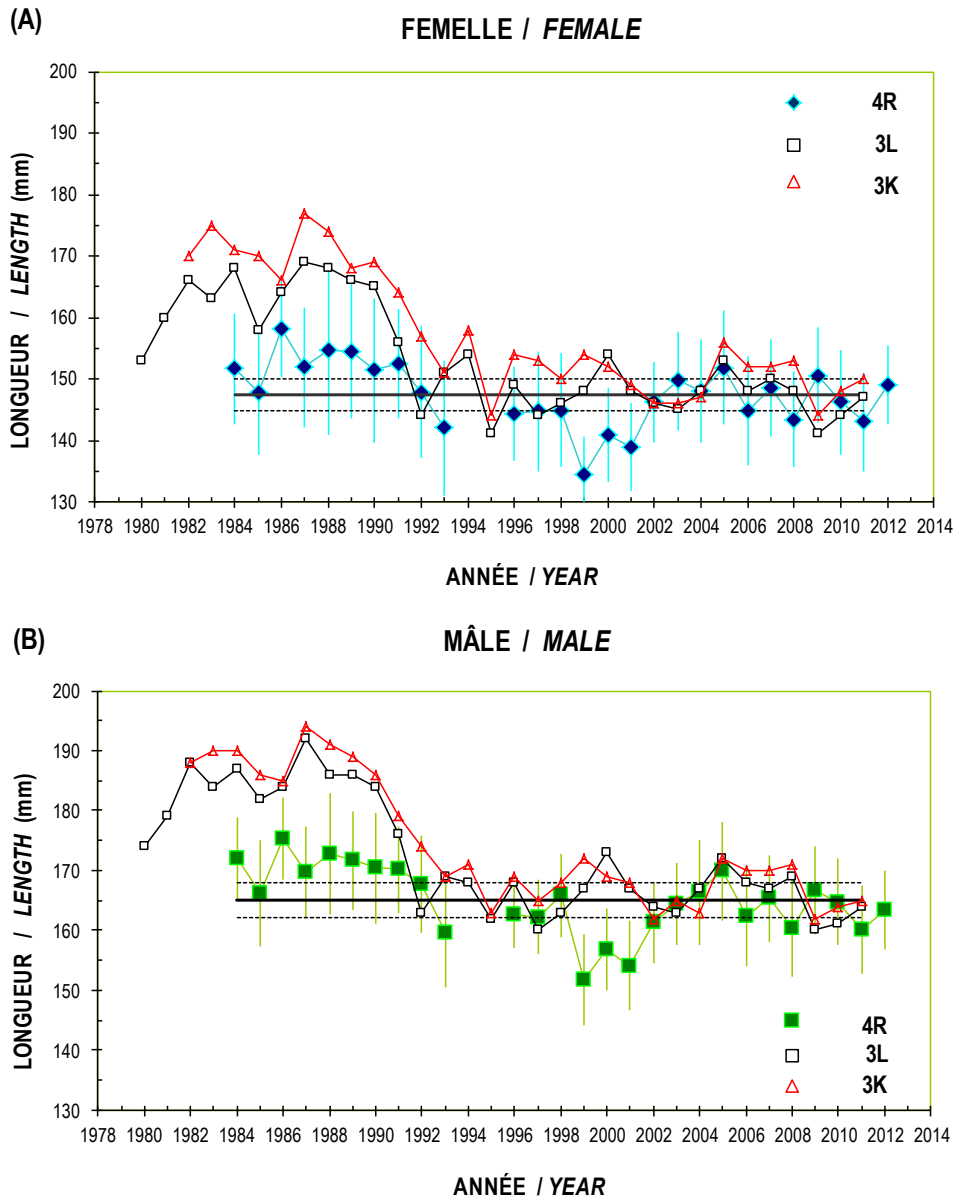 (A)
FEMELLE / FEMALE
200
190
180
170
160
150
140
130
LONGUEUR / LENGTH (mm)
4R
3L
3K
1978 1980 1982 1984 1986 1988 1990 1992 1994 1996 1998 2000 2002 2004 2006 2008 2010 2012 2014
ANNÉE / YEAR
(B)
MÂLE / MALE
200
190
180
170
160
150
140
130
LONGUEUR / LENGTH (mm)
4R
3L
3K
1978 1980 1982 1984 1986 1988 1990 1992 1994 1996 1998 2000 2002 2004 2006 2008 2010 2012 2014
ANNÉE / YEAR